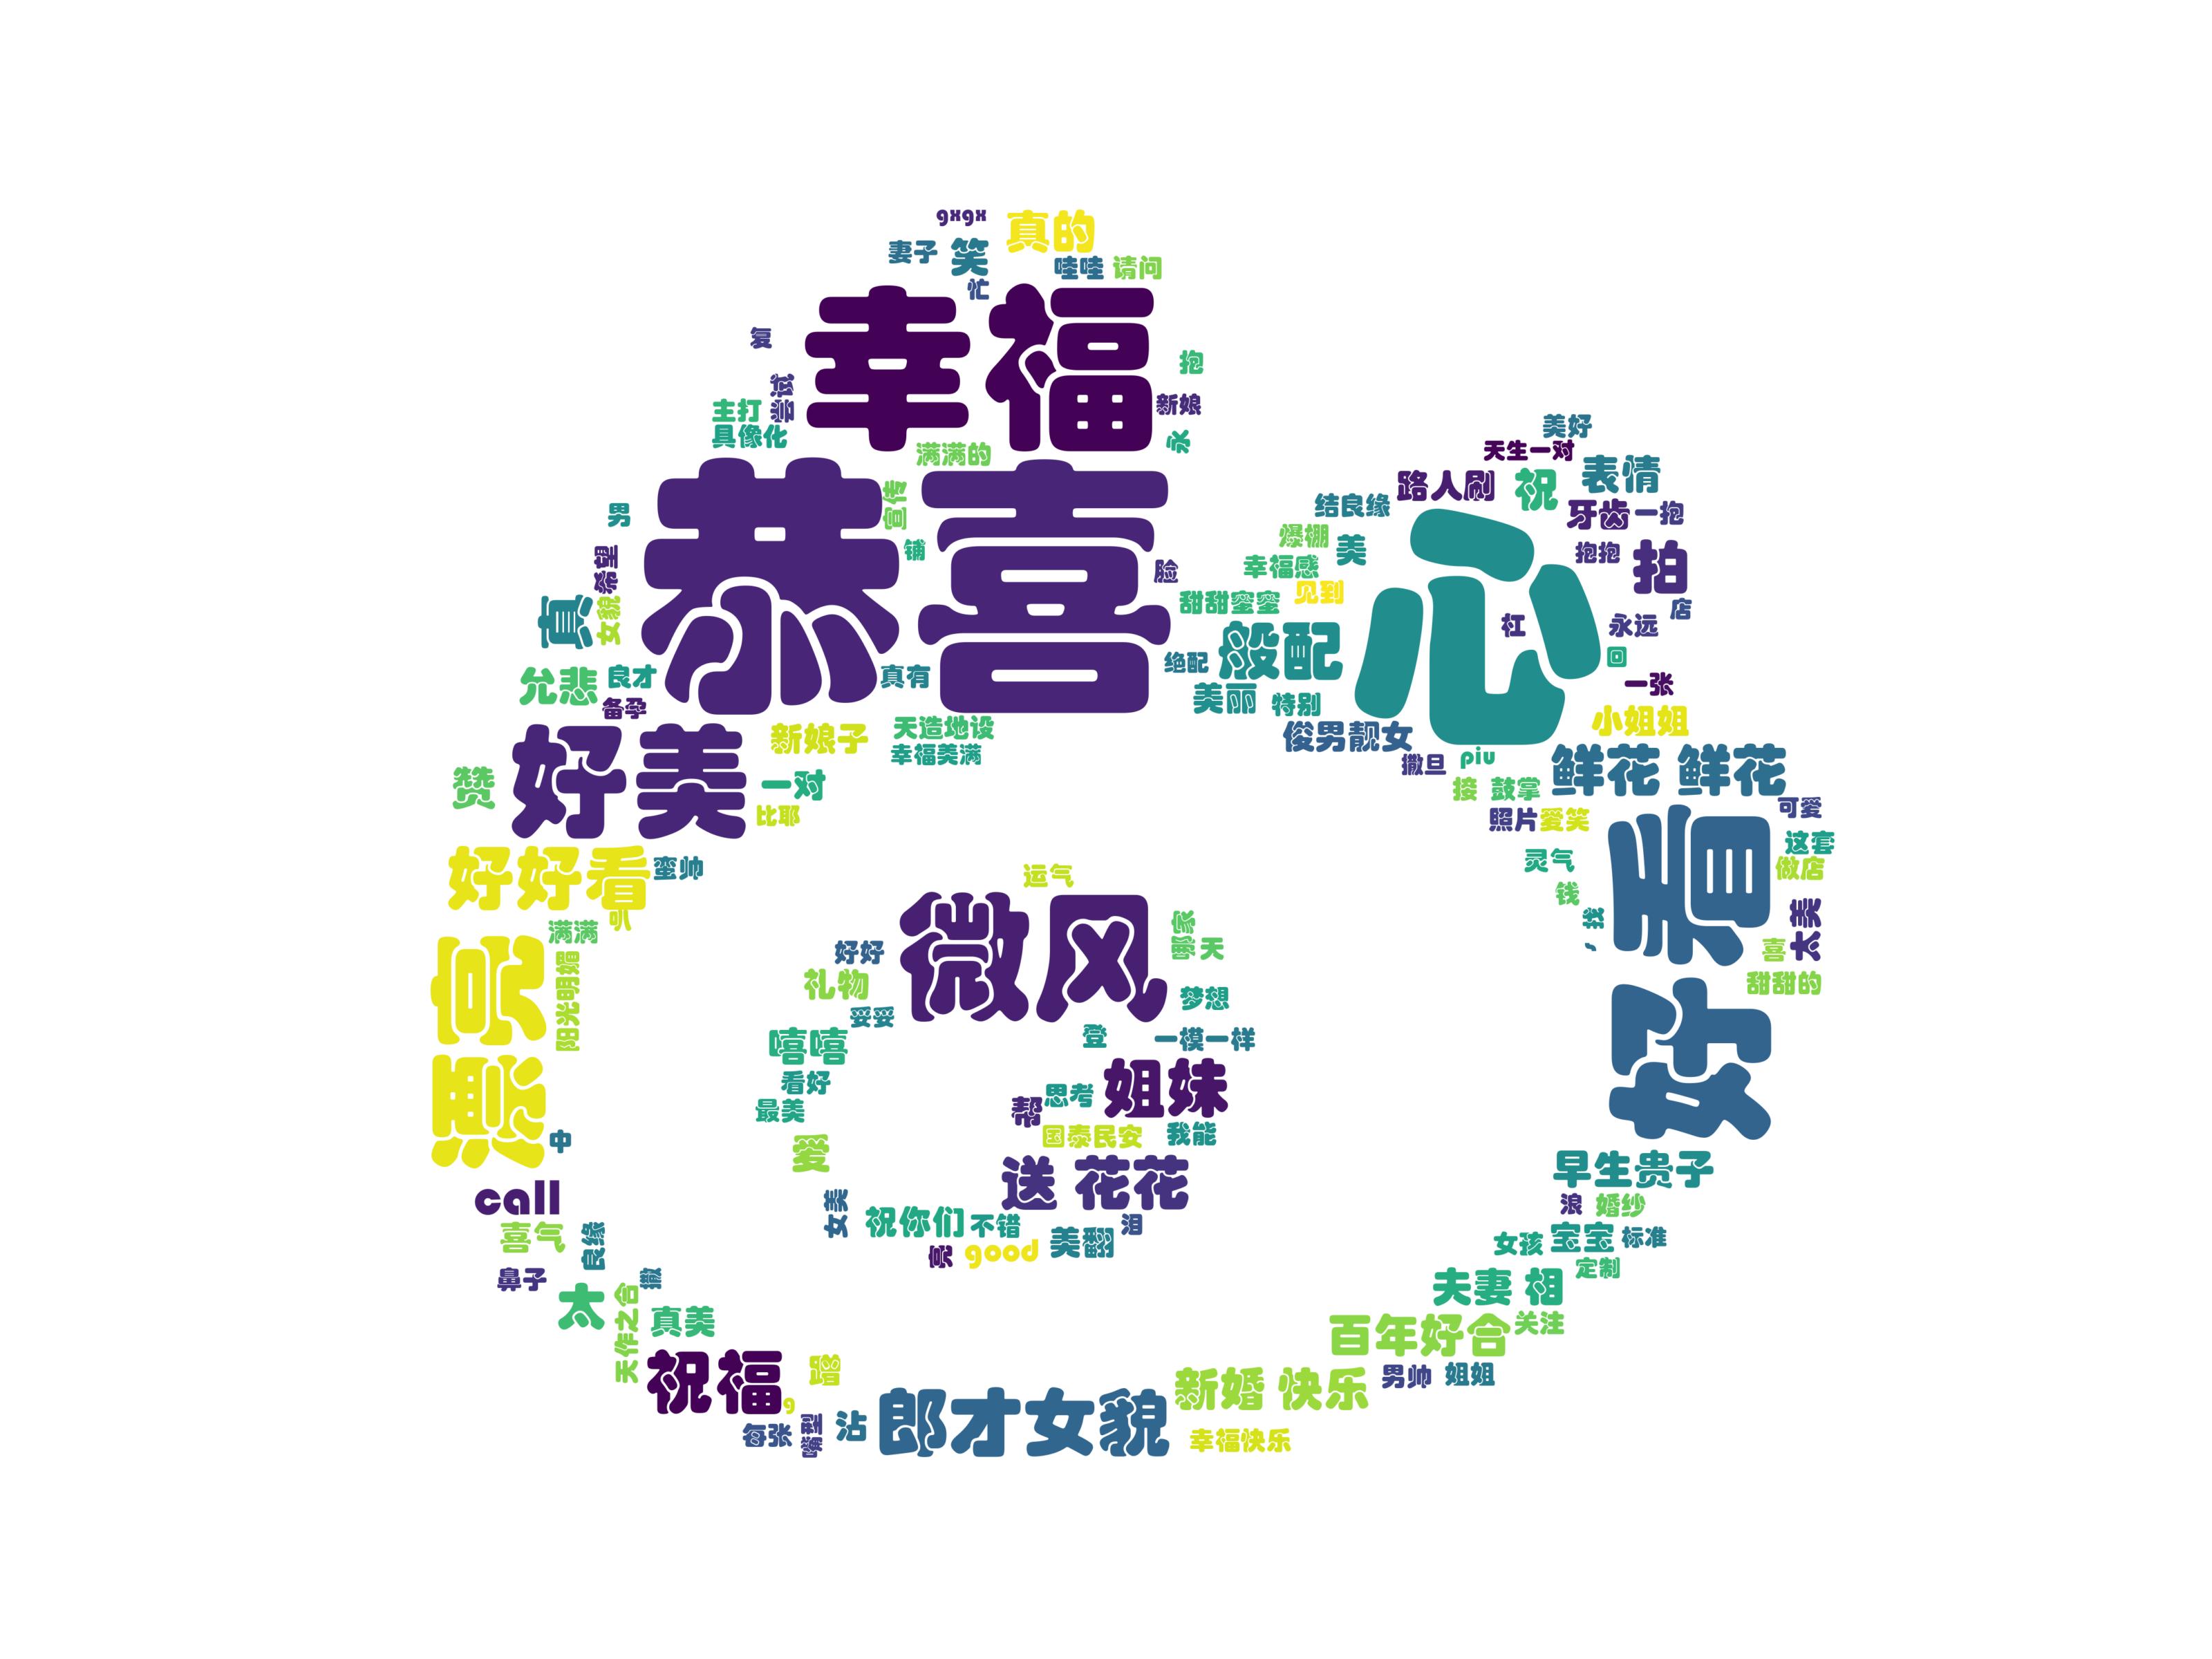 gxgx
真的
妻子
笑
哇哇
请问
忙
幸福
复
抱
尝试
新娘
主打
具像化
永
满满的
恭喜
宣传
铺
男
脸
希望
真
女貌
允悲
良才
真有
备孕
美好
天生一对
路人刷
祝
表情
结良缘
牙齿
一抱
爆棚
美
抱抱
拍
幸福感
心
甜甜蜜蜜
见到
店
杠
永远
绝配
般配
回
美丽
特别
一张
小姐姐
俊男靓女
撒旦
piu
鲜花 鲜花
接
鼓掌
可爱
照片
爱笑
好美
新娘子
天造地设
幸福美满
赞
一对
比耶
好好看
蛮帅
满满
阳光明媚
中
运气
微风
好好
天
礼物
梦想
妥妥
登
一模一样
嘻嘻
看好
思考
姐妹
最美
帮
国泰民安
我能
爱
送 花花
女美
祝你们
不错
美翻
泪
亮
good
灵气
这套
做店
钱
找
好看
太美
喜
甜甜的
call
喜气
良缘
鼻子
撒
太
天作之合
真美
祝福
g
每张
嘴型
沾
郎才女貌
新婚 快乐
男帅
姐姐
幸福快乐
百年好合
关注
夫妻 相
定制
女孩
宝宝
标准
浪
婚纱
早生贵子